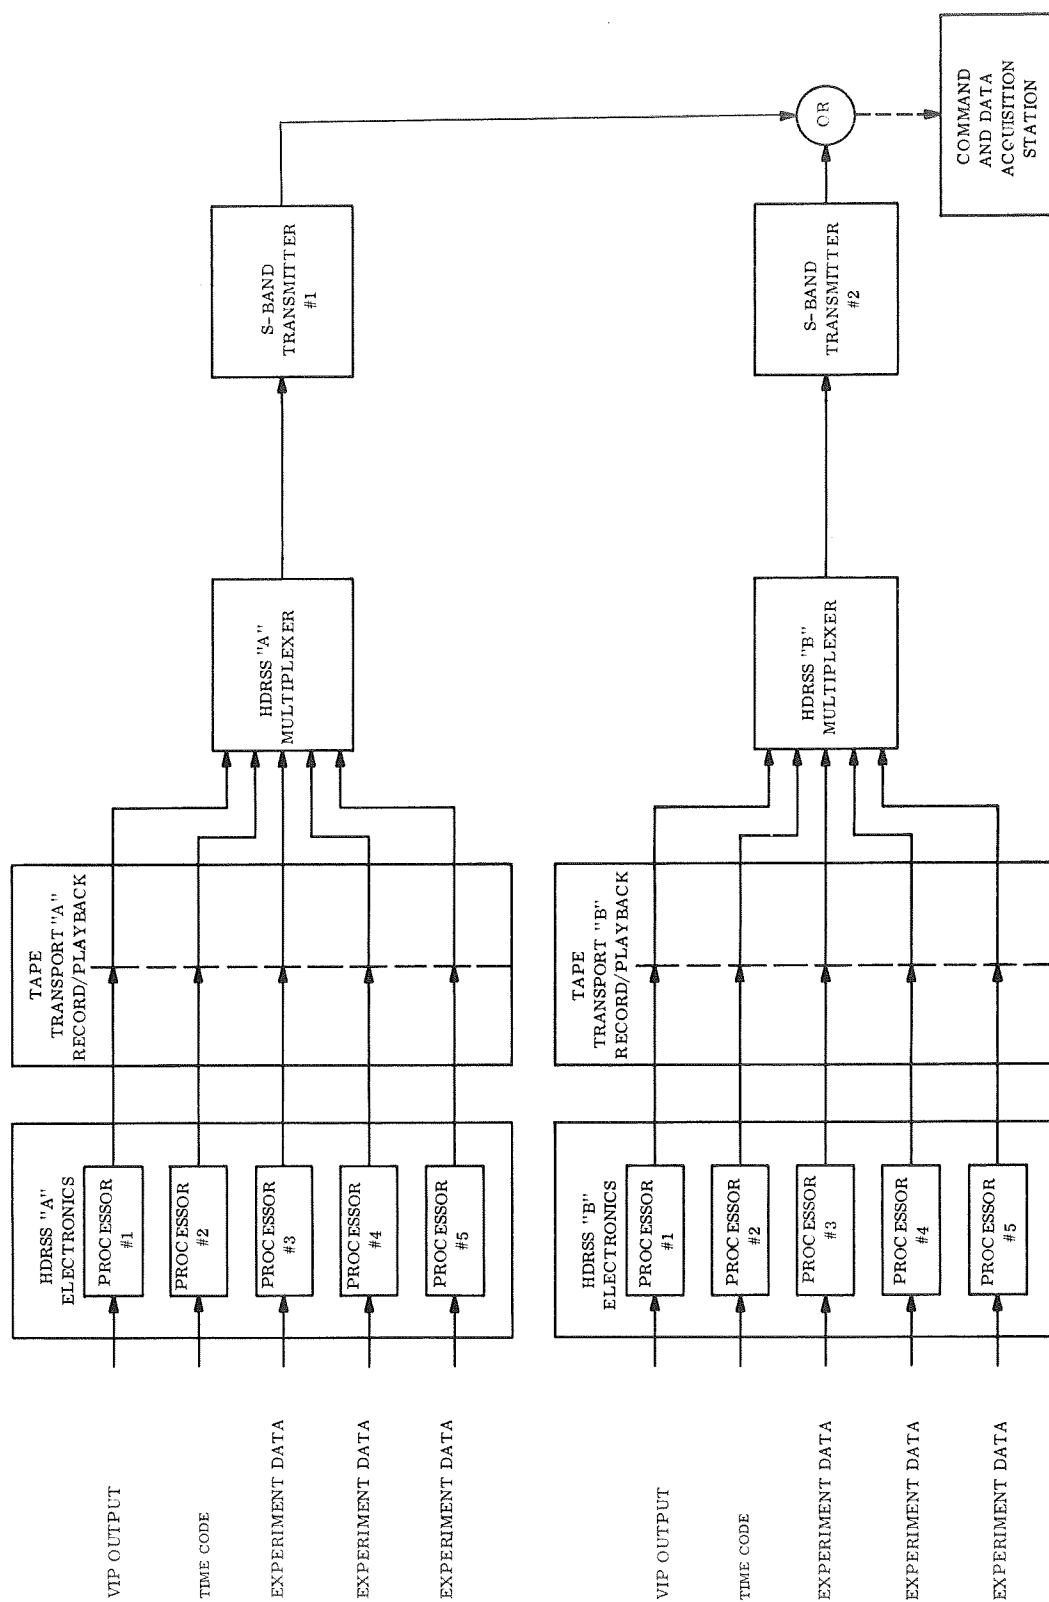 VIP OUTPUT
TIME CODE
EXPERIMENT DATA
EXPERIMENT DATA
EXPERIMENT DATA
HDRSS "A"
ELECTRONICS
PROCESSOR
#1
PROCESSOR
#2
PROCESSOR
#3
PROCESSOR
#4
PROCESSOR
#5
TAPE
TRANSPORT "A"
RECORD/PLAYBACK
HDRSS "A"
MULTIPLEXER
S-BAND
TRANSMITTER
#1
VIP OUTPUT
TIME CODE
EXPERIMENT DATA
EXPERIMENT DATA
EXPERIMENT DATA
HDRSS "B"
ELECTRONICS
PROCESSOR
#1
PROCESSOR
#2
PROCESSOR
#3
PROCESSOR
#4
PROCESSOR
#5
TAPE
TRANSPORT "B"
RECORD/PLAYBACK
HDRSS "B"
MULTIPLEXER
S-BAND
TRANSMITTER
#2
OR
COMMAND
AND DATA
ACQUISITION
STATION